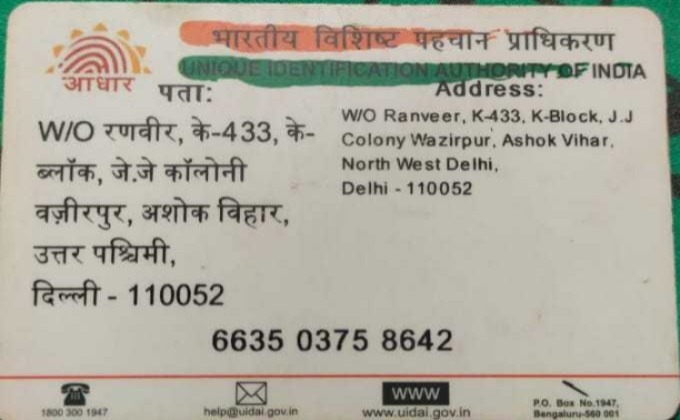 भारतीय विशिष्ट पहचान प्राधिकरण
UNIQUE IDENTIFICATION AUTHORITY OF INDIA
आधार
पता:
W/O रणवीर, के-433, के-
ब्लॉक, जे.जे कॉलोनी
वज़ीरपुर, अशोक विहार,
उत्तर पश्चिमी,
दिल्ली - 110052
Address:
W/O Ranveer, K-433, K-Block, J.J
Colony Wazirpur, Ashok Vihar,
North West Delhi,
Delhi - 110052
6635 0375 8642
1800 300 1947
help@uidai.gov.in
www
www.uidai.gov.in
P.O. Box No.1947,
Bengaluru-560 001